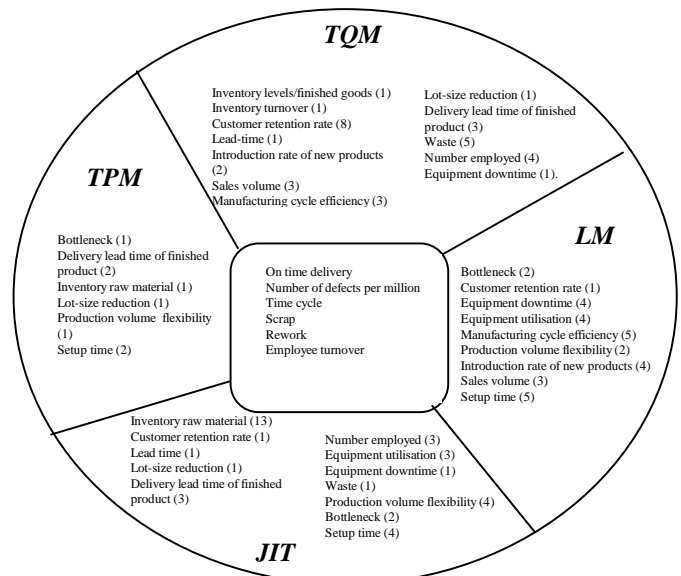 TQM
Inventory levels/finished goods (1)
Inventory turnover (1)
Customer retention rate (8)
Lead-time (1)
Introduction rate of new products
(2)
Sales volume (3)
Manufacturing cycle efficiency (3)
Lot-size reduction (1)
Delivery lead time of finished
product (3)
Waste (5)
Number employed (4)
Equipment downtime (1).
TPM
Bottleneck (1)
Delivery lead time of finished
product (2)
Inventory raw material (1)
Lot-size reduction (1)
Production volume flexibility
(1)
Setup time (2)
On time delivery
Number of defects per million
Time cycle
Scrap
Rework
Employee turnover
LM
Bottleneck (2)
Customer retention rate (1)
Equipment downtime (4)
Equipment utilisation (4)
Manufacturing cycle efficiency (5)
Production volume flexibility (2)
Introduction rate of new products (4)
Sales volume (3)
Setup time (5)
Inventory raw material (13)
Customer retention rate (1)
Lead time (1)
Lot-size reduction (1)
Delivery lead time of finished
product (3)
Number employed (3)
Equipment utilisation (3)
Equipment downtime (1)
Waste (1)
Production volume flexibility (4)
Bottleneck (2)
Setup time (4)
JIT